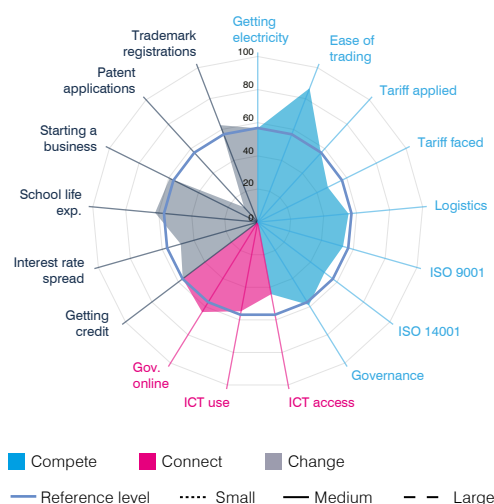 Getting
electricity
Ease of
trading
Tariff applied
Tariff faced
Logistics
ISO 9001
ISO 14001
Governance
ICT access
ICT use
Gov.
online
Getting
credit
Interest rate
spread
School life
exp.
Starting a
business
Patent
applications
Trademark
registrations
100
80
60
40
20
0
Compete
Connect
Change
Reference level
Small
Medium
Large